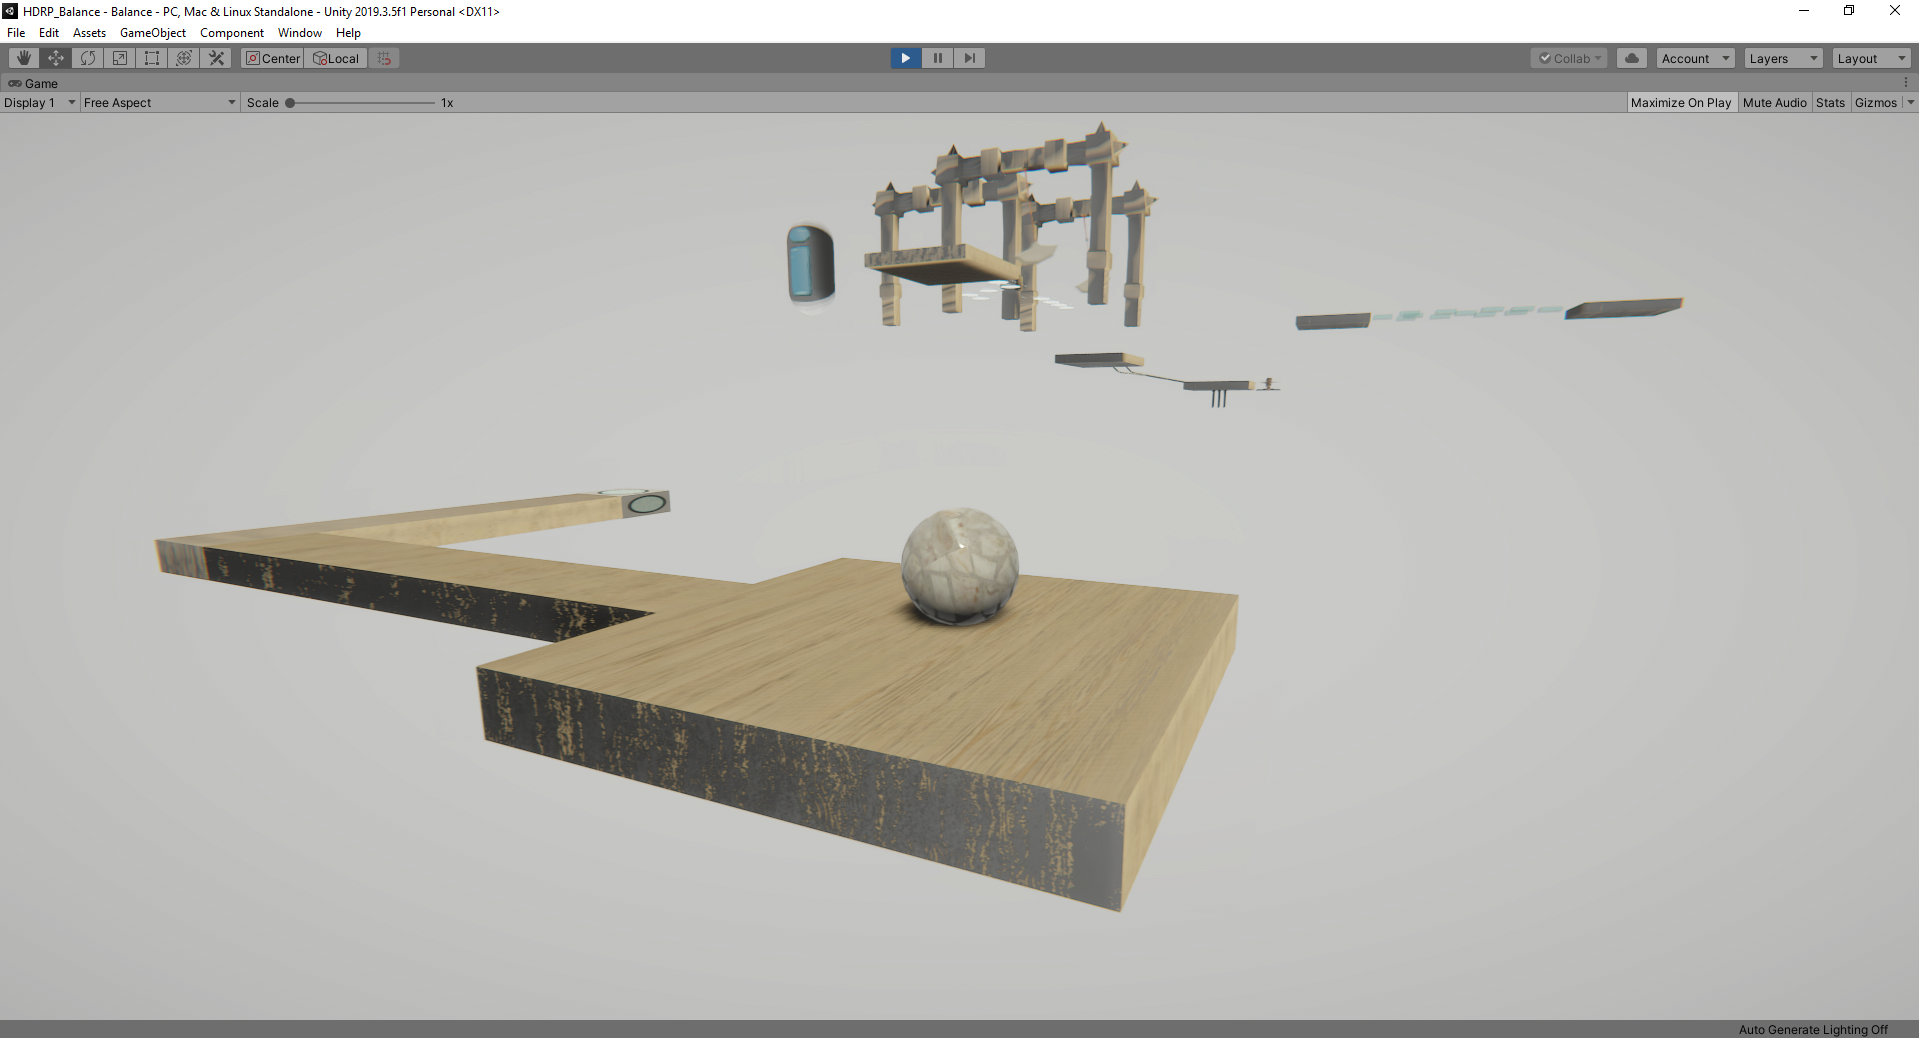 HDRP_Balance - Balance - PC, Mac & Linux Standalone - Unity 2019.3.5f1 Personal <DX11>
File Edit Assets GameObject Component Window Help
Center Local Collab Account Layers Layout
Game
Display 1 Free Aspect Scale 1x Maximize On Play Mute Audio Stats Gizmos
Auto Generate Lighting Off